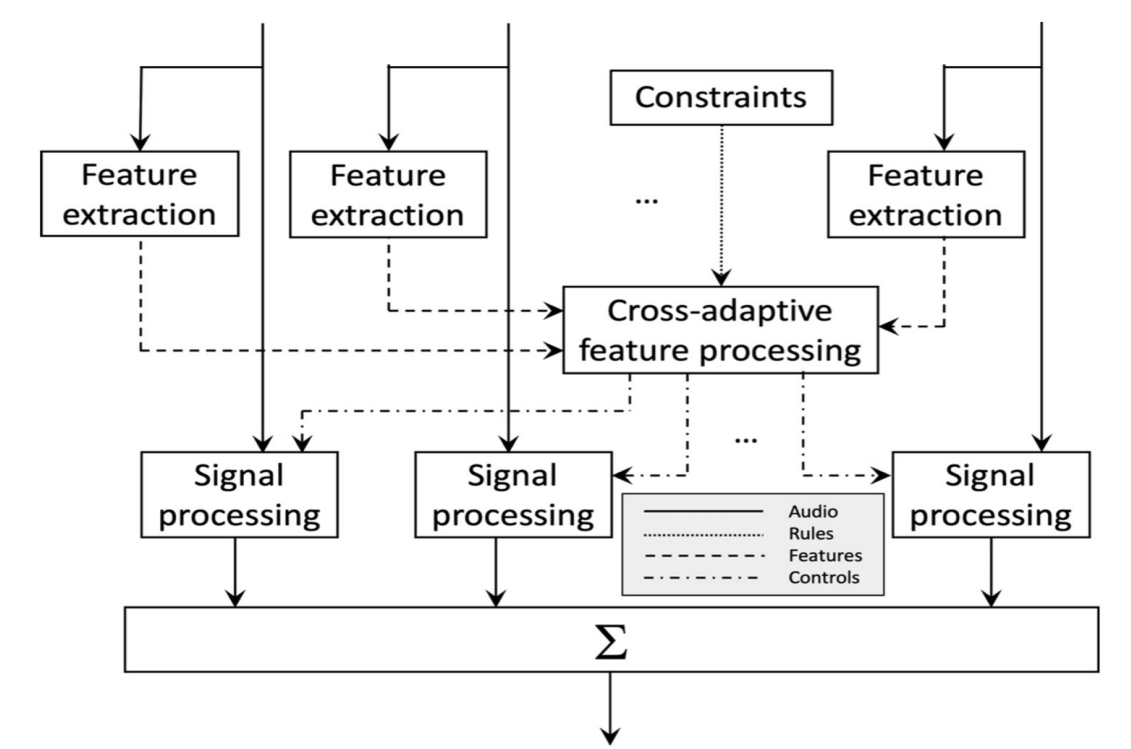 Constraints
Feature
extraction
Feature
extraction
...
Feature
extraction
Cross-adaptive
feature processing
...
Signal
processing
Signal
processing
Signal
processing
Audio
Rules
Features
Controls
Σ